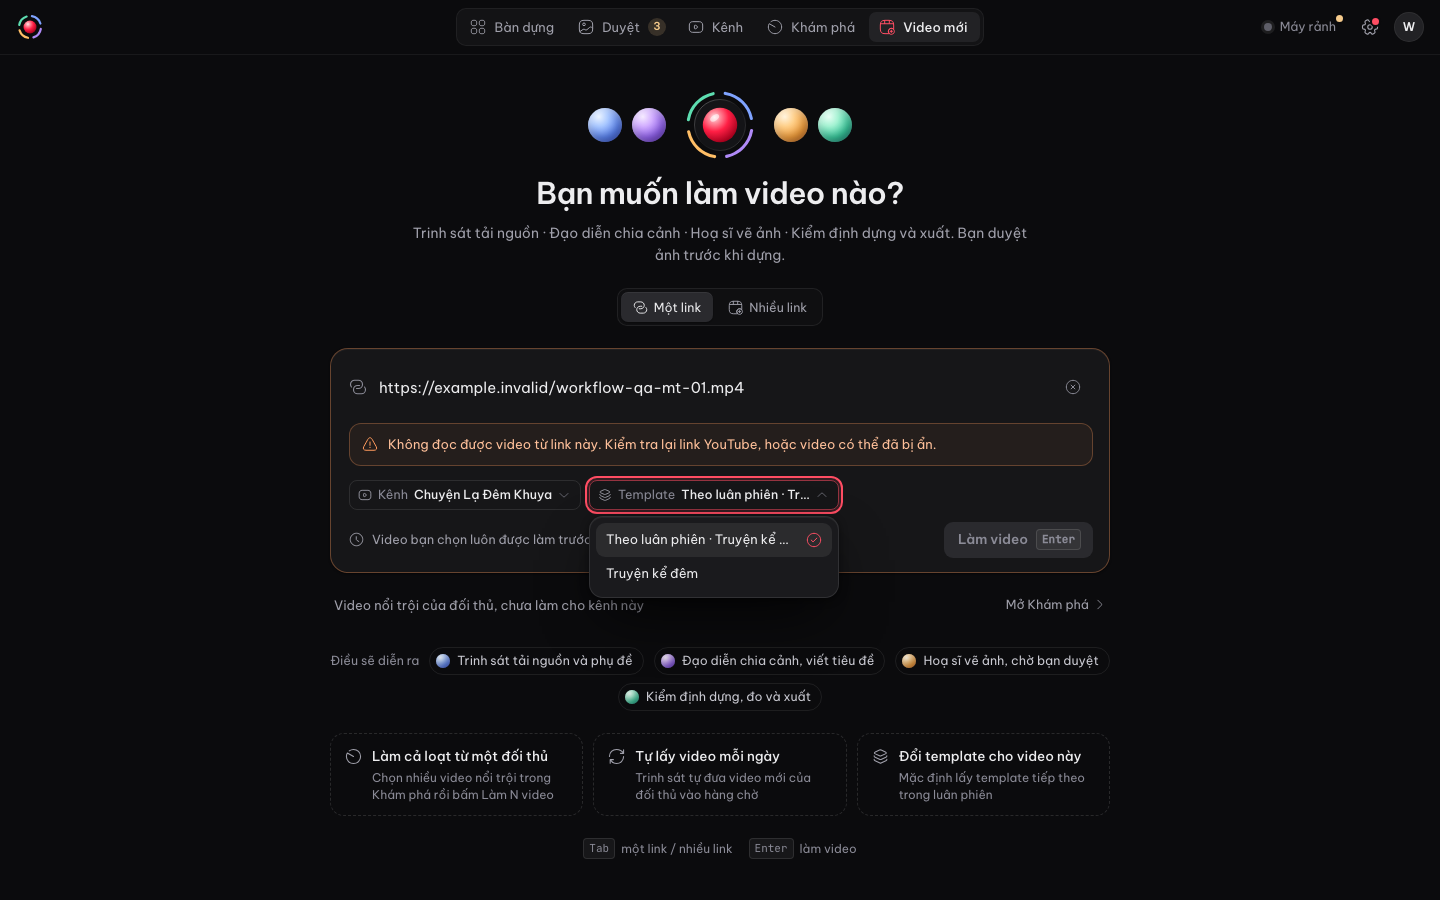 Bàn dựng
Duyệt 3
Kênh
Khám phá
Video mới
Máy rảnh
W
Bạn muốn làm video nào?
Trinh sát tải nguồn · Đạo diễn chia cảnh · Hoạ sĩ vẽ ảnh · Kiểm định dựng và xuất. Bạn duyệt
ảnh trước khi dựng.
Một link
Nhiều link
https://example.invalid/workflow-qa-mt-01.mp4
Không đọc được video từ link này. Kiểm tra lại link YouTube, hoặc video có thể đã bị ẩn.
Kênh Chuyện Lạ Đêm Khuya
Template Theo luân phiên · Tr...
Video bạn chọn luôn được làm trước
Theo luân phiên · Truyện kể ...
Truyện kể đêm
Làm video Enter
Video nổi trội của đối thủ, chưa làm cho kênh này
Mở Khám phá
Điều sẽ diễn ra
Trinh sát tải nguồn và phụ đề
Đạo diễn chia cảnh, viết tiêu đề
Hoạ sĩ vẽ ảnh, chờ bạn duyệt
Kiểm định dựng, đo và xuất
Làm cả loạt từ một đối thủ
Chọn nhiều video nổi trội trong
Khám phá rồi bấm Làm N video
Tự lấy video mỗi ngày
Trinh sát tự đưa video mới của
đối thủ vào hàng chờ
Đổi template cho video này
Mặc định lấy template tiếp theo
trong luân phiên
Tab một link / nhiều link
Enter làm video